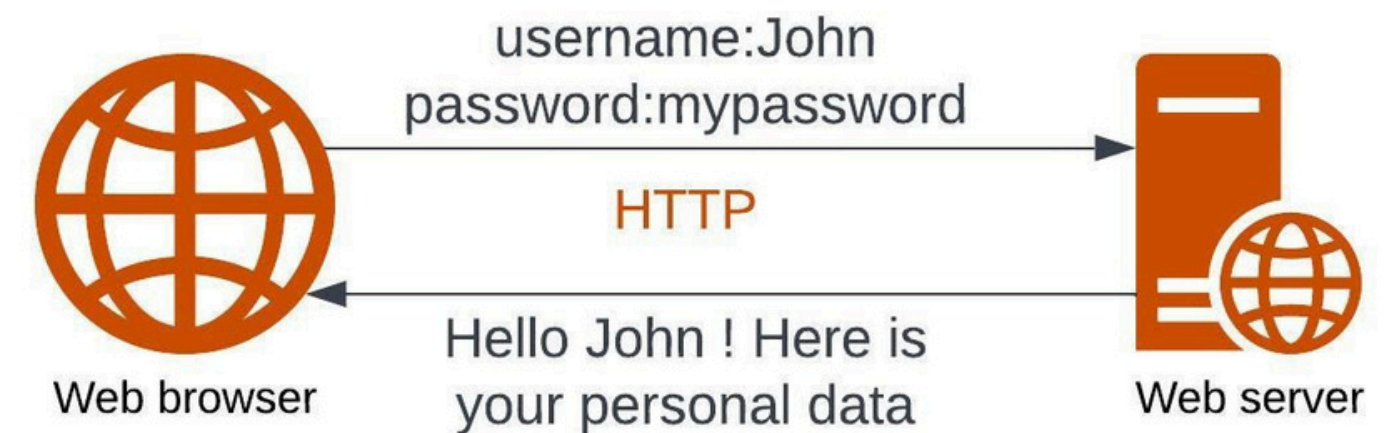 username:John
password:mypassword
HTTP
Hello John ! Here is
your personal data
Web browser
Web server